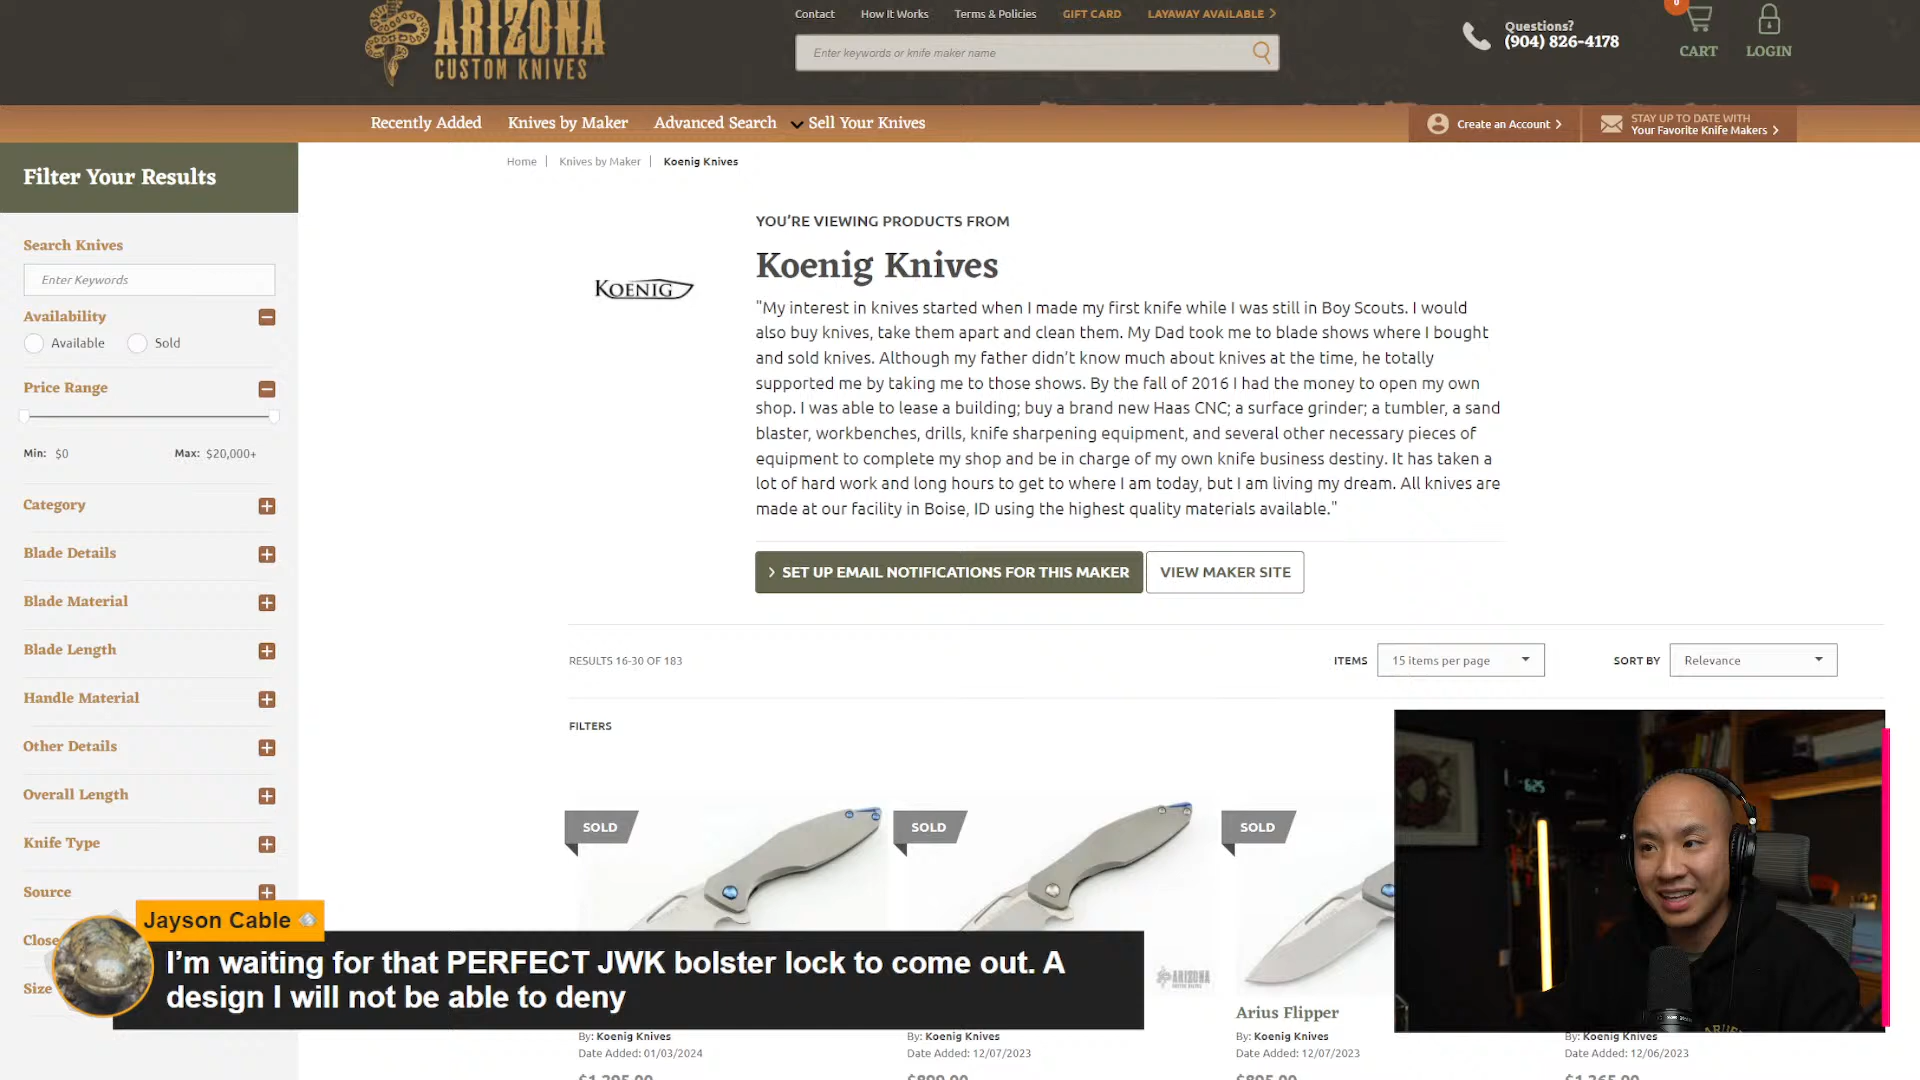 ARIZONA
CUSTOM KNIVES
Contact
How It Works
Terms & Policies
GIFT CARD
LAYAWAY AVAILABLE
Enter keywords or knife maker name
Questions?
(904) 826-4178
0
CART
LOGIN
Recently Added
Knives by Maker
Advanced Search
Sell Your Knives
Create an Account
STAY UP TO DATE WITH
Your Favorite Knife Makers
Filter Your Results
Search Knives
Enter Keywords
Availability
Available
Sold
Price Range
Min: $0
Max: $20,000+
Category
Blade Details
Blade Material
Blade Length
Handle Material
Other Details
Overall Length
Knife Type
Source
Close
Size
Home
Knives by Maker
Koenig Knives
KOENIG
YOU'RE VIEWING PRODUCTS FROM
Koenig Knives
"My interest in knives started when I made my first knife while I was still in Boy Scouts. I would
also buy knives, take them apart and clean them. My Dad took me to blade shows where I bought
and sold knives. Although my father didn't know much about knives at the time, he totally
supported me by taking me to those shows. By the fall of 2016 I had the money to open my own
shop. I was able to lease a building; buy a brand new Haas CNC; a surface grinder; a tumbler, a sand
blaster, workbenches, drills, knife sharpening equipment, and several other necessary pieces of
equipment to complete my shop and be in charge of my own knife business destiny. It has taken a
lot of hard work and long hours to get to where I am today, but I am living my dream. All knives are
made at our facility in Boise, ID using the highest quality materials available."
SET UP EMAIL NOTIFICATIONS FOR THIS MAKER
VIEW MAKER SITE
RESULTS 16-30 OF 183
ITEMS
15 items per page
SORT BY
Relevance
FILTERS
SOLD
SOLD
SOLD
6:25
Jayson Cable
I'm waiting for that PERFECT JWK bolster lock to come out. A
design I will not be able to deny
ARIZONA
Arius Flipper
By: Koenig Knives
Date Added: 01/03/2024
$1,295.00
By: Koenig Knives
Date Added: 12/07/2023
$899.00
By: Koenig Knives
Date Added: 12/07/2023
$895.00
By: Koenig Knives
Date Added: 12/06/2023
$1,265.00